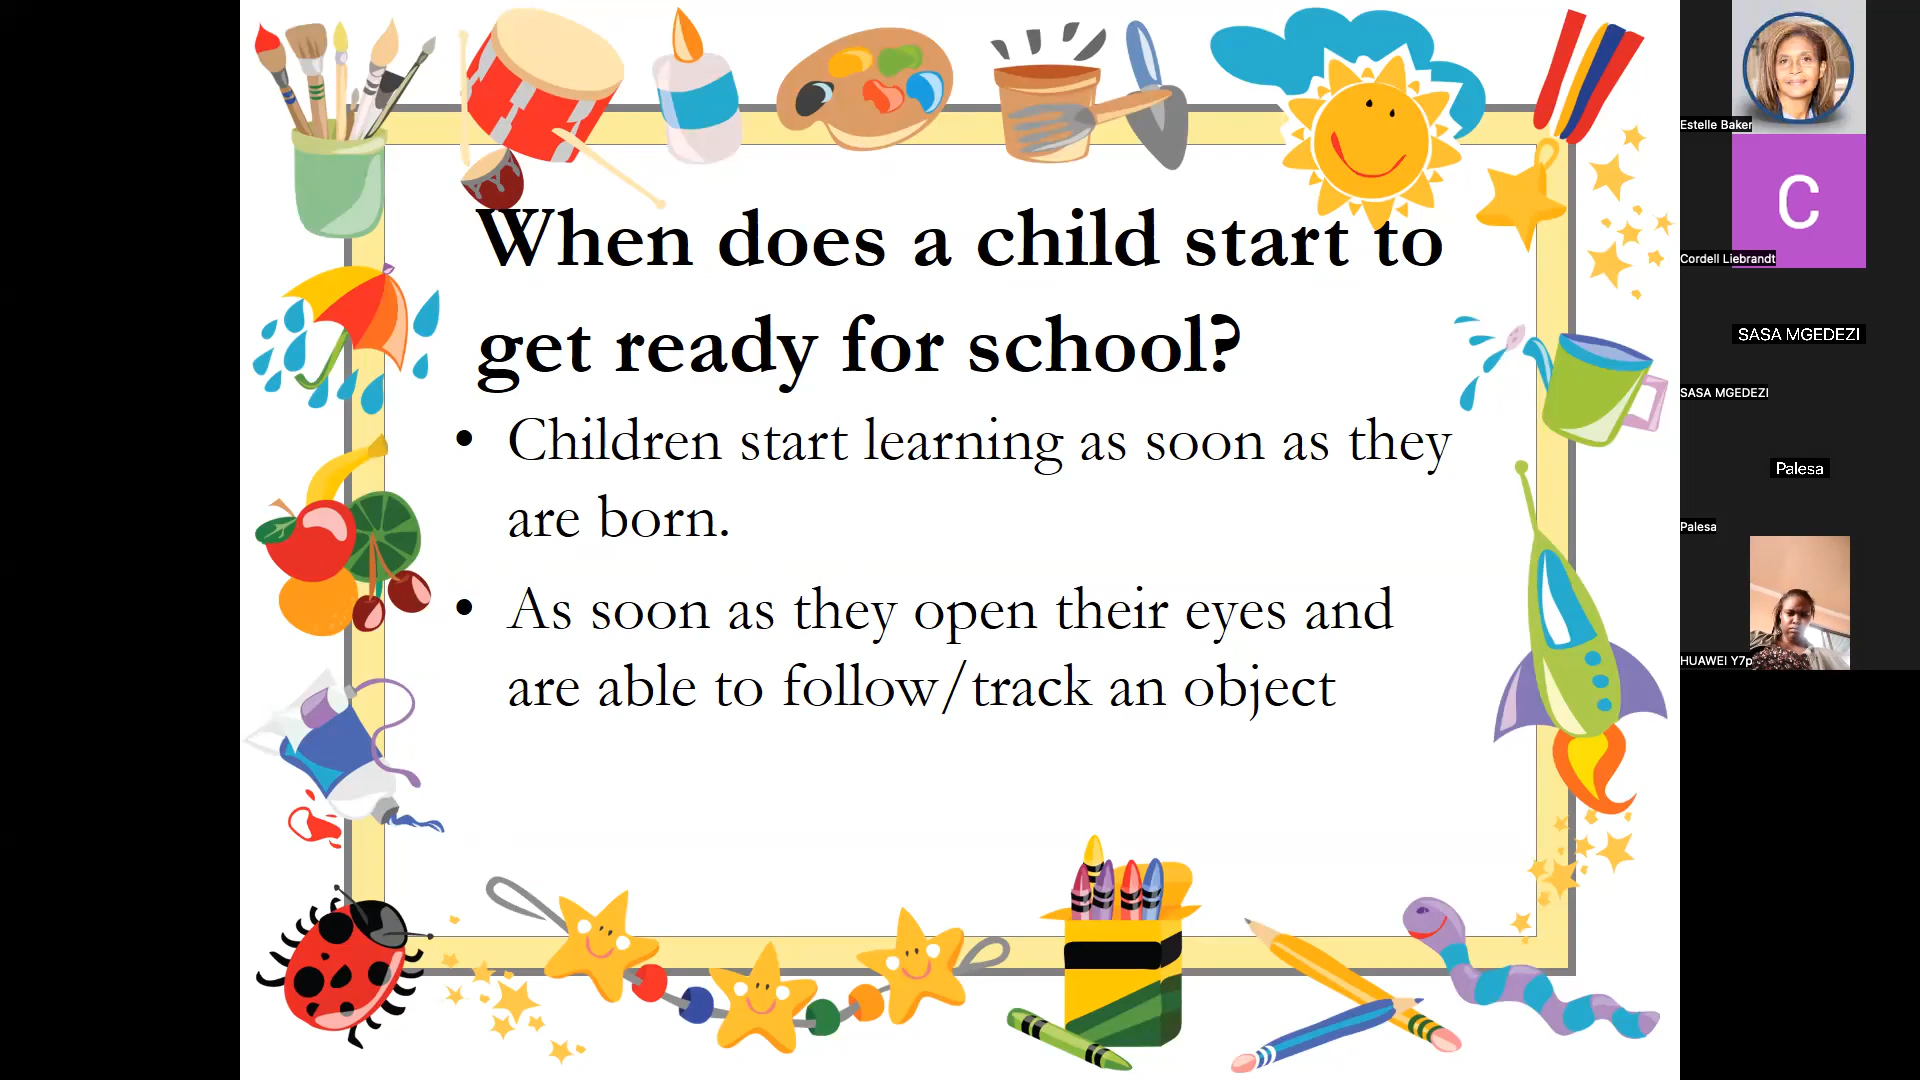 When does a child start to
get ready for school?
• Children start learning as soon as they
are born.
• As soon as they open their eyes and
are able to follow/track an object
Estelle Baker
C
Cordell Liebrandt
SASA MGEDEZI
SASA MGEDEZI
Palesa
Palesa
HUAWEI Y7p